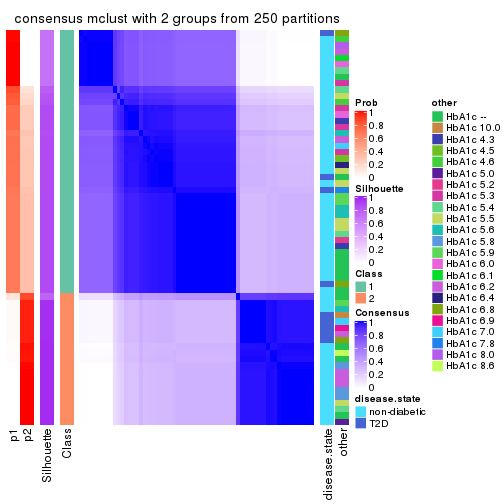 consensus mclust with 2 groups from 250 partitions
Prob
1
0.8
0.6
0.4
0.2
0
Silhouette
1
0.8
0.6
0.4
0.2
0
Class
1
2
Consensus
1
0.8
0.6
0.4
0.2
0
disease.state
non-diabetic
T2D
other
HbA1c --
HbA1c 10.0
HbA1c 4.3
HbA1c 4.5
HbA1c 4.6
HbA1c 5.0
HbA1c 5.2
HbA1c 5.3
HbA1c 5.4
HbA1c 5.5
HbA1c 5.6
HbA1c 5.8
HbA1c 5.9
HbA1c 6.0
HbA1c 6.1
HbA1c 6.2
HbA1c 6.4
HbA1c 6.8
HbA1c 6.9
HbA1c 7.0
HbA1c 7.8
HbA1c 8.0
HbA1c 8.6
p1
p2
Silhouette
Class
disease.state
other